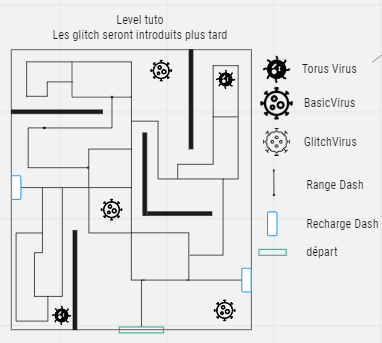 Level tuto
Les glitch seront introduits plus tard
Torus Virus
BasicVirus
GlitchVirus
Range Dash
Recharge Dash
départ